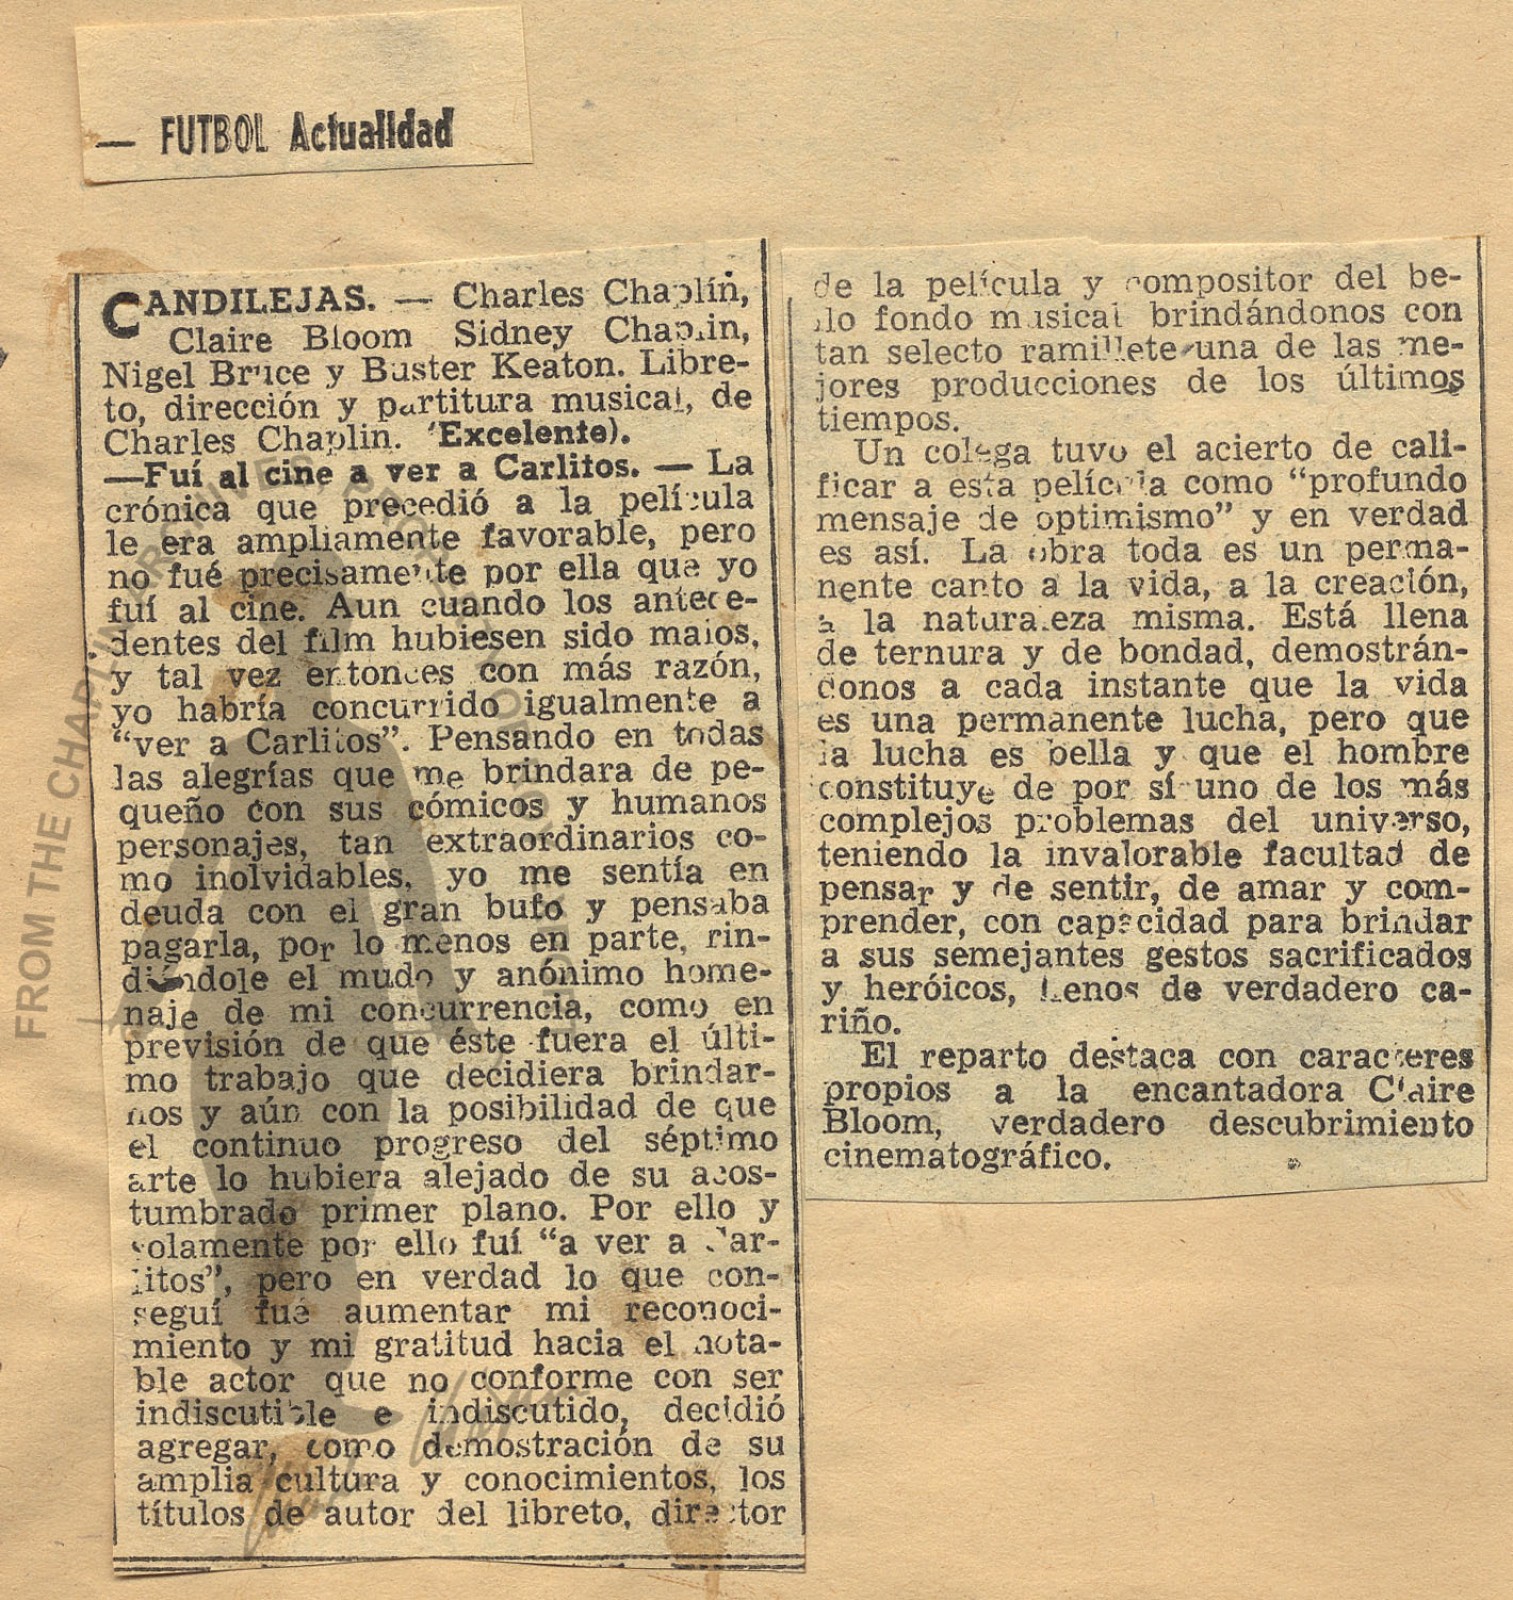 — FUTBOL Actualidad
CANDILEJAS. — Charles Chaplin,
Claire Bloom Sidney Chaplin,
Nigel Bruce y Buster Keaton. Libre-
to, dirección y partitura musical, de
Charles Chaplin. (Excelente).
—Fuí al cine a ver a Carlitos. — La
crónica que precedió a la película
le era ampliamente favorable, pero
no fué precisamente por ella que yo
fuí al cine. Aun cuando los antece-
dentes del film hubiesen sido malos,
y tal vez entonces con más razón,
yo habría concurrido igualmente a
“ver a Carlitos”. Pensando en todas
las alegrías que me brindara de pe-
queño con sus cómicos y humanos
personajes, tan extraordinarios co-
mo inolvidables, yo me sentía en
deuda con el gran bufo y pensaba
pagarla, por lo menos en parte, rin-
diéndole el mudo y anónimo home-
naje de mi concurrencia, como en
previsión de que éste fuera el últi-
mo trabajo que decidiera brindar-
nos y aún con la posibilidad de que
el continuo progreso del séptimo
arte lo hubiera alejado de su acos-
tumbrado primer plano. Por ello y
solamente por ello fuí “a ver a Car-
litos”, pero en verdad lo que con-
seguí fué aumentar mi reconoci-
miento y mi gratitud hacia el nota-
ble actor que no conforme con ser
indiscutible e indiscutido, decidió
agregar, como demostración de su
amplia cultura y conocimientos, los
títulos de autor del libreto, director
de la película y compositor del be-
llo fondo musical brindándonos con
tan selecto ramillete una de las me-
jores producciones de los últimos
tiempos.
Un colega tuvo el acierto de cali-
ficar a esta película como “profundo
mensaje de optimismo” y en verdad
es así. La obra toda es un perma-
nente canto a la vida, a la creación,
a la naturaleza misma. Está llena
de ternura y de bondad, demostrán-
donos a cada instante que la vida
es una permanente lucha, pero que
la lucha es bella y que el hombre
constituye de por sí uno de los más
complejos problemas del universo,
teniendo la invalorable facultad de
pensar y de sentir, de amar y com-
prender, con capacidad para brindar
a sus semejantes gestos sacrificados
y heróicos, llenos de verdadero ca-
riño.
El reparto destaca con caracteres
propios a la encantadora Claire
Bloom, verdadero descubrimiento
cinematográfico.
FROM THE CHAPLIN ARCHIVES